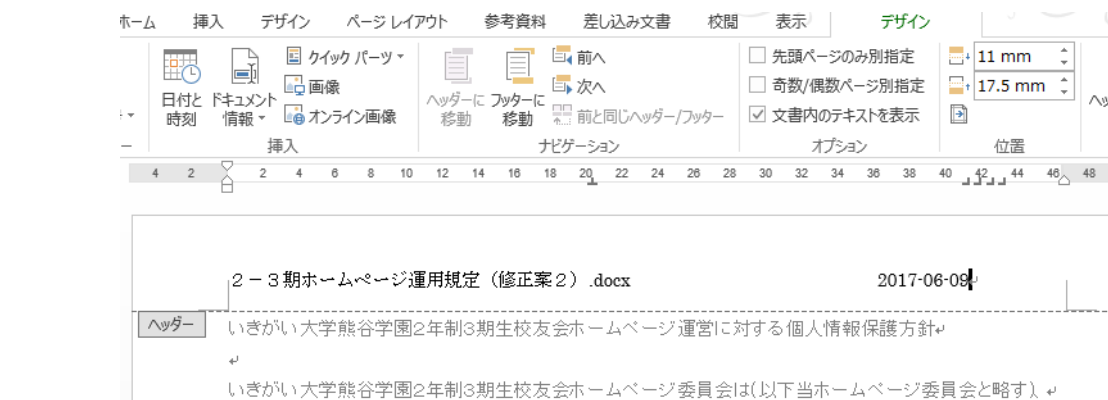 ホーム 挿入 デザイン ページ レイアウト 参考資料 差し込み文書 校閲 表示 デザイン
クイック パーツ 前へ 先頭ページのみ別指定 11 mm
画像 次へ 奇数/偶数ページ別指定 17.5 mm
日付と時刻 ドキュメント情報 オンライン画像 ヘッダーに移動 フッターに移動 前と同じヘッダー/フッター 文書内のテキストを表示
挿入 ナビゲーション オプション 位置
4 2 2 4 6 8 10 12 14 16 18 20 22 24 26 28 30 32 34 36 38 40 42 44 46 48
2－3期ホームページ運用規定（修正案2）.docx 2017-06-09
ヘッダー いきがい大学熊谷学園2年制3期生校友会ホームページ運営に対する個人情報保護方針
いきがい大学熊谷学園2年制3期生校友会ホームページ委員会は(以下当ホームページ委員会と略す)、